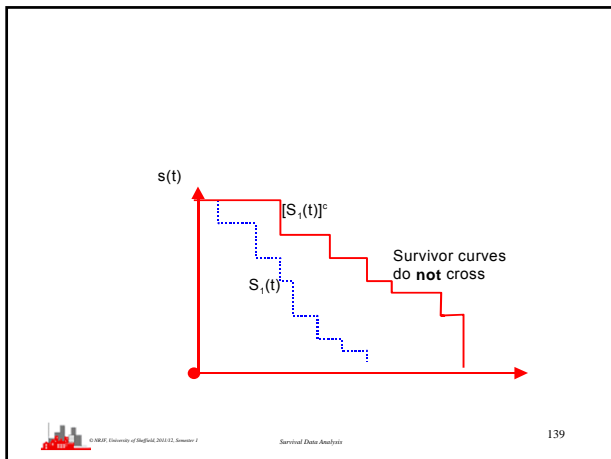 s(t)
[S₁(t)]ᶜ
Survivor curves
do not cross
S₁(t)
© NRJF, University of Sheffield, 2011/12, Semester 1
Survival Data Analysis
139